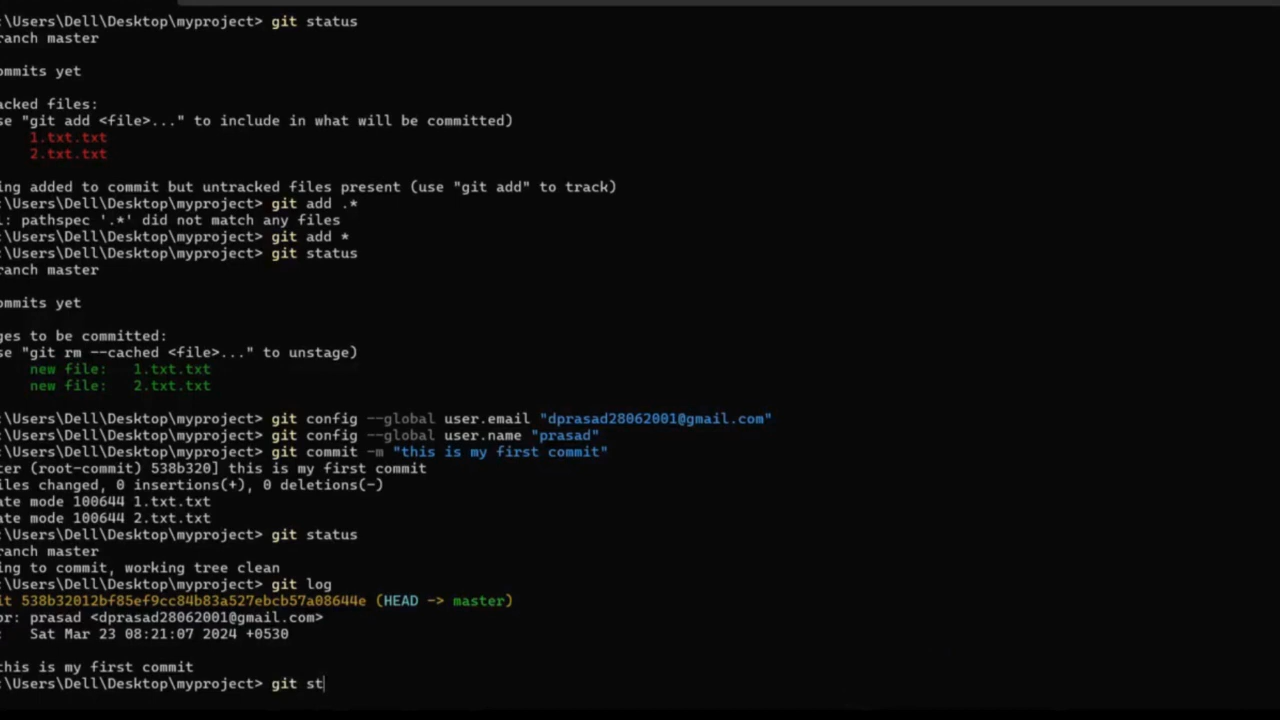 :\Users\Dell\Desktop\myproject> git status
ranch master
ommits yet
acked files:
se "git add <file>..." to include in what will be committed)
1.txt.txt
2.txt.txt
ing added to commit but untracked files present (use "git add" to track)
:\Users\Dell\Desktop\myproject> git add .*
l: pathspec '.*' did not match any files
:\Users\Dell\Desktop\myproject> git add *
:\Users\Dell\Desktop\myproject> git status
ranch master
ommits yet
ges to be committed:
se "git rm --cached <file>..." to unstage)
new file:   1.txt.txt
new file:   2.txt.txt
:\Users\Dell\Desktop\myproject> git config --global user.email "dprasad28062001@gmail.com"
:\Users\Dell\Desktop\myproject> git config --global user.name "prasad"
:\Users\Dell\Desktop\myproject> git commit -m "this is my first commit"
ter (root-commit) 538b320] this is my first commit
iles changed, 0 insertions(+), 0 deletions(-)
ate mode 100644 1.txt.txt
ate mode 100644 2.txt.txt
:\Users\Dell\Desktop\myproject> git status
ranch master
ing to commit, working tree clean
:\Users\Dell\Desktop\myproject> git log
it 538b32012bf85ef9cc84b83a527ebcb57a08644e (HEAD -> master)
or: prasad <dprasad28062001@gmail.com>
:   Sat Mar 23 08:21:07 2024 +0530
this is my first commit
:\Users\Dell\Desktop\myproject> git st